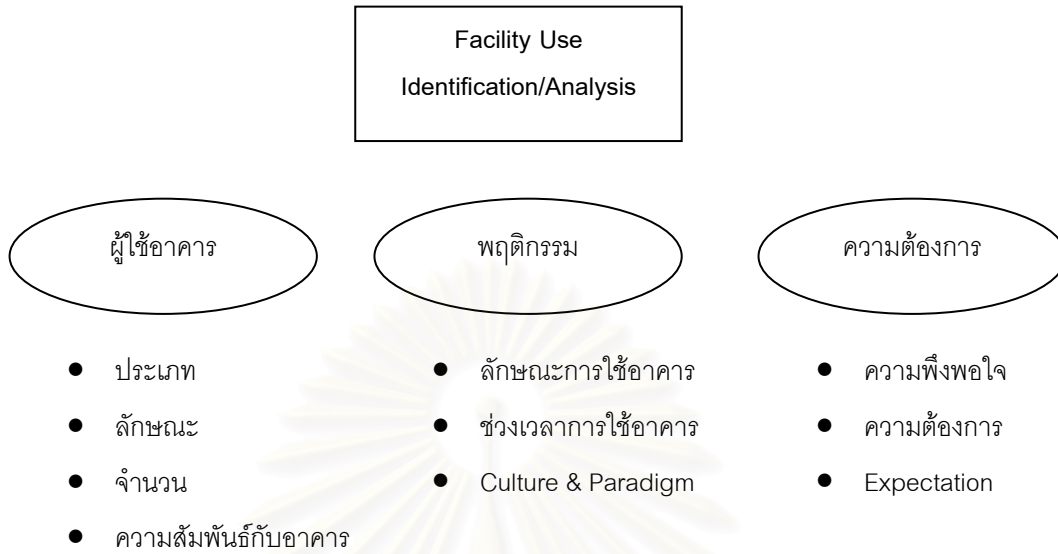 Facility Use
Identification/Analysis
ผู้ใช้อาคาร
พฤติกรรม
ความต้องการ
ประเภท
ลักษณะ
จำนวน
ความสัมพันธ์กับอาคาร
ลักษณะการใช้อาคาร
ช่วงเวลาการใช้อาคาร
Culture & Paradigm
ความพึงพอใจ
ความต้องการ
Expectation